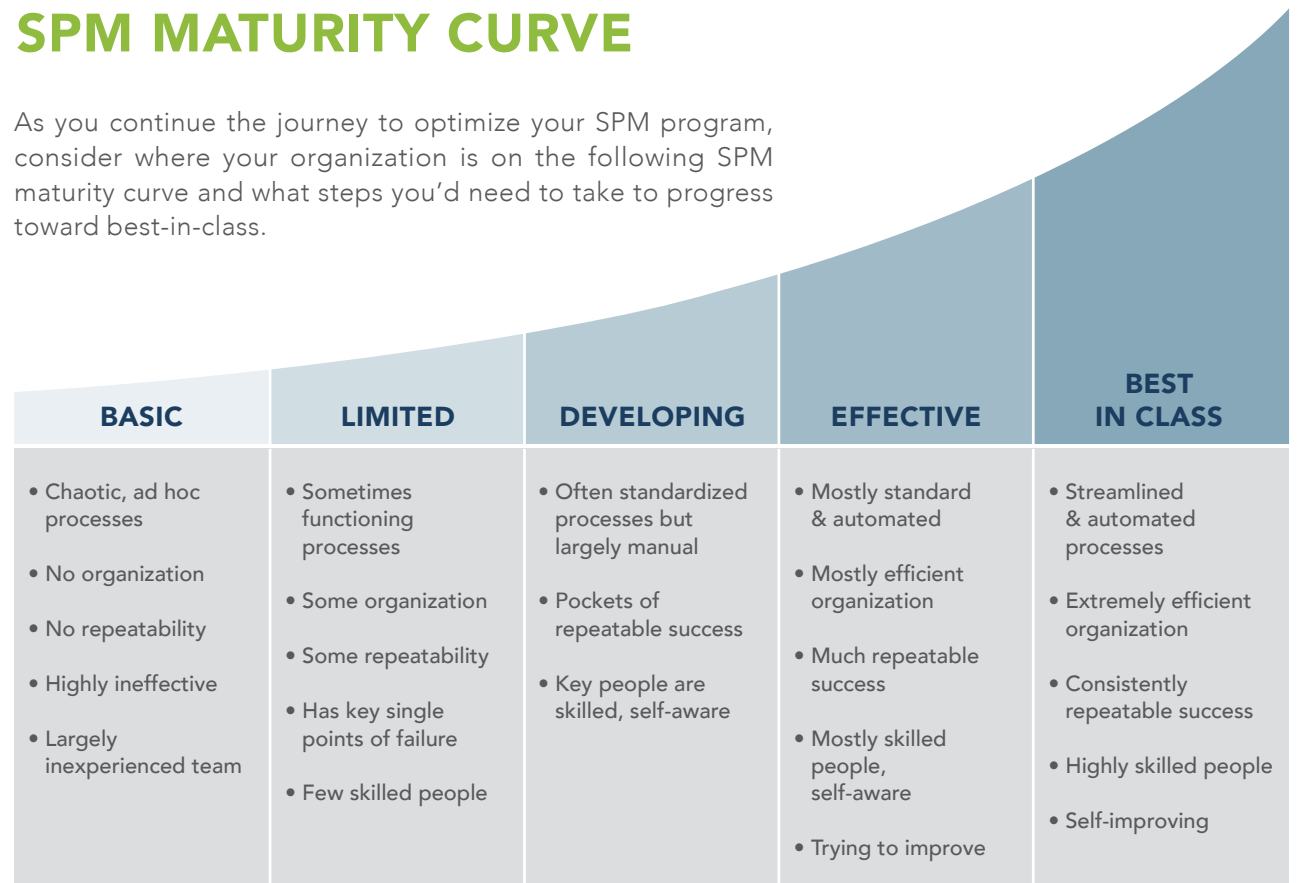 SPM MATURITY CURVE
As you continue the journey to optimize your SPM program,
consider where your organization is on the following SPM
maturity curve and what steps you’d need to take to progress
toward best-in-class.
BASIC
• Chaotic, ad hoc
processes
• No organization
• No repeatability
• Highly ineffective
• Largely
inexperienced team
LIMITED
• Sometimes
functioning
processes
• Some organization
• Some repeatability
• Has key single
points of failure
• Few skilled people
DEVELOPING
• Often standardized
processes but
largely manual
• Pockets of
repeatable success
• Key people are
skilled, self-aware
EFFECTIVE
• Mostly standard
& automated
• Mostly efficient
organization
• Much repeatable
success
• Mostly skilled
people,
self-aware
• Trying to improve
BEST
IN CLASS
• Streamlined
& automated
processes
• Extremely efficient
organization
• Consistently
repeatable success
• Highly skilled people
• Self-improving